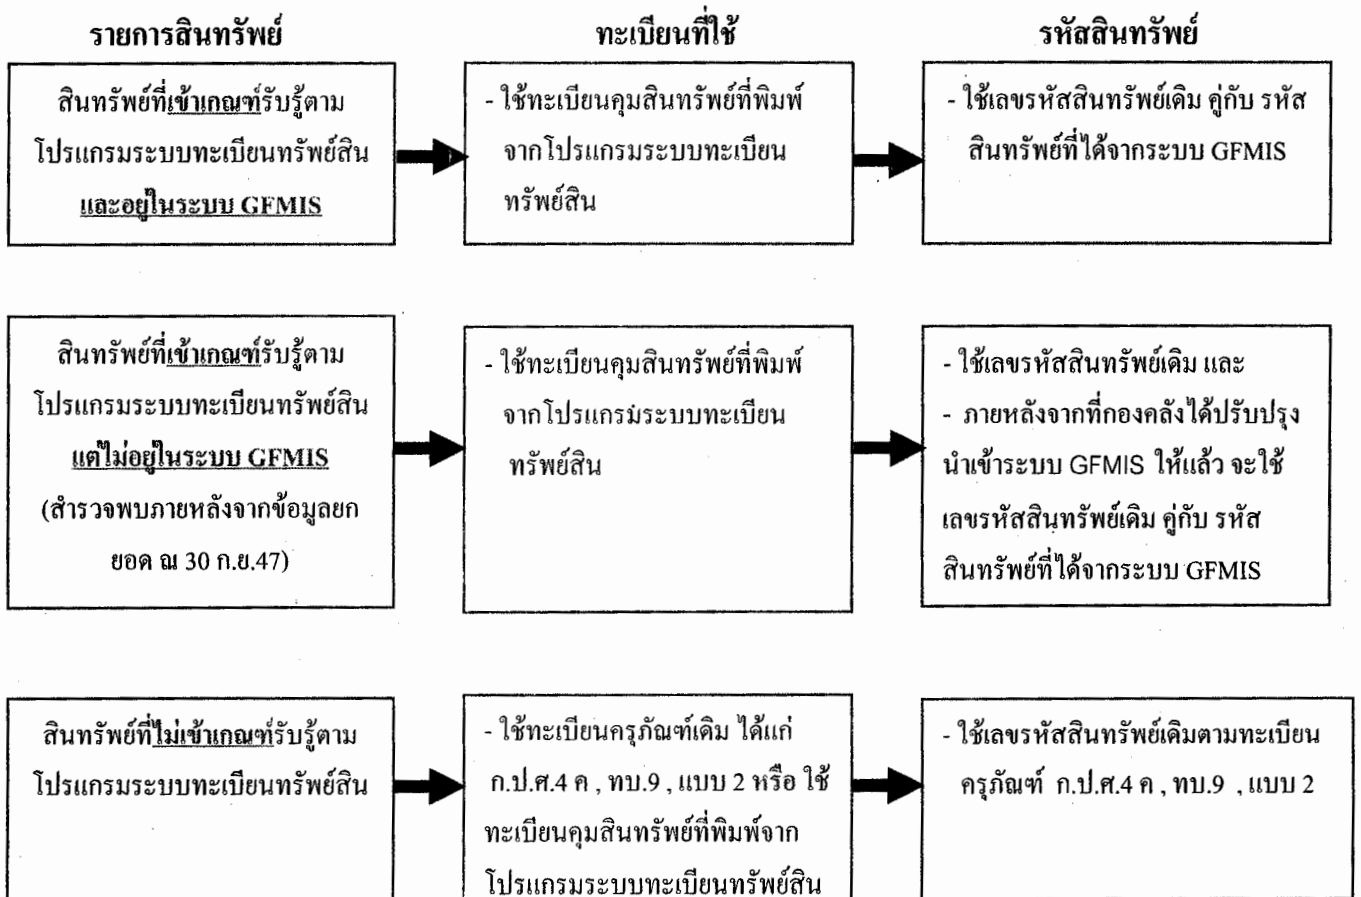 รายการสินทรัพย์
ทะเบียนที่ใช้
รหัสสินทรัพย์
สินทรัพย์ที่เข้าเกณฑ์รับรู้ตาม
โปรแกรมระบบทะเบียนทรัพย์สิน
และอยู่ในระบบ GFMIS
- ใช้ทะเบียนคุมสินทรัพย์ที่พิมพ์
จากโปรแกรมระบบทะเบียน
ทรัพย์สิน
- ใช้เลขรหัสสินทรัพย์เดิม คู่กับ รหัส
สินทรัพย์ที่ได้จากระบบ GFMIS
สินทรัพย์ที่เข้าเกณฑ์รับรู้ตาม
โปรแกรมระบบทะเบียนทรัพย์สิน
แต่ไม่อยู่ในระบบ GFMIS
(สำรวจพบภายหลังจากข้อมูลยก
ยอด ณ 30 ก.ย.47)
- ใช้ทะเบียนคุมสินทรัพย์ที่พิมพ์
จากโปรแกรมระบบทะเบียน
ทรัพย์สิน
- ใช้เลขรหัสสินทรัพย์เดิม และ
- ภายหลังจากที่กองคลังได้ปรับปรุง
นำเข้าระบบ GFMIS ให้แล้ว จะใช้
เลขรหัสสินทรัพย์เดิม คู่กับ รหัส
สินทรัพย์ที่ได้จากระบบ GFMIS
สินทรัพย์ที่ไม่เข้าเกณฑ์รับรู้ตาม
โปรแกรมระบบทะเบียนทรัพย์สิน
- ใช้ทะเบียนครุภัณฑ์เดิม ได้แก่
ก.ป.ศ.4 ค , ทบ.9 , แบบ 2 หรือ ใช้
ทะเบียนคุมสินทรัพย์ที่พิมพ์จาก
โปรแกรมระบบทะเบียนทรัพย์สิน
- ใช้เลขรหัสสินทรัพย์เดิมตามทะเบียน
ครุภัณฑ์ ก.ป.ศ.4 ค , ทบ.9 , แบบ 2